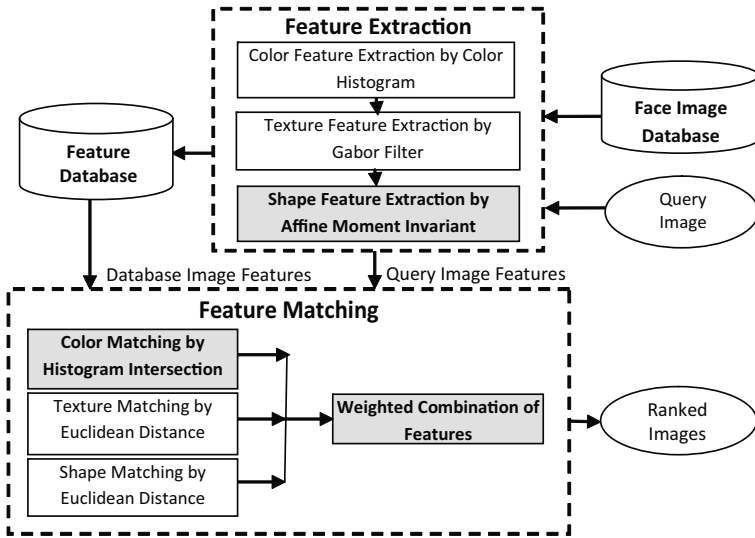 Feature Extraction
Color Feature Extraction by Color
Histogram
Texture Feature Extraction by
Gabor Filter
Shape Feature Extraction by
Affine Moment Invariant
Face Image
Database
Query
Image
Feature
Database
Database Image Features
Query Image Features
Feature Matching
Color Matching by
Histogram Intersection
Texture Matching by
Euclidean Distance
Shape Matching by
Euclidean Distance
Weighted Combination of
Features
Ranked
Images